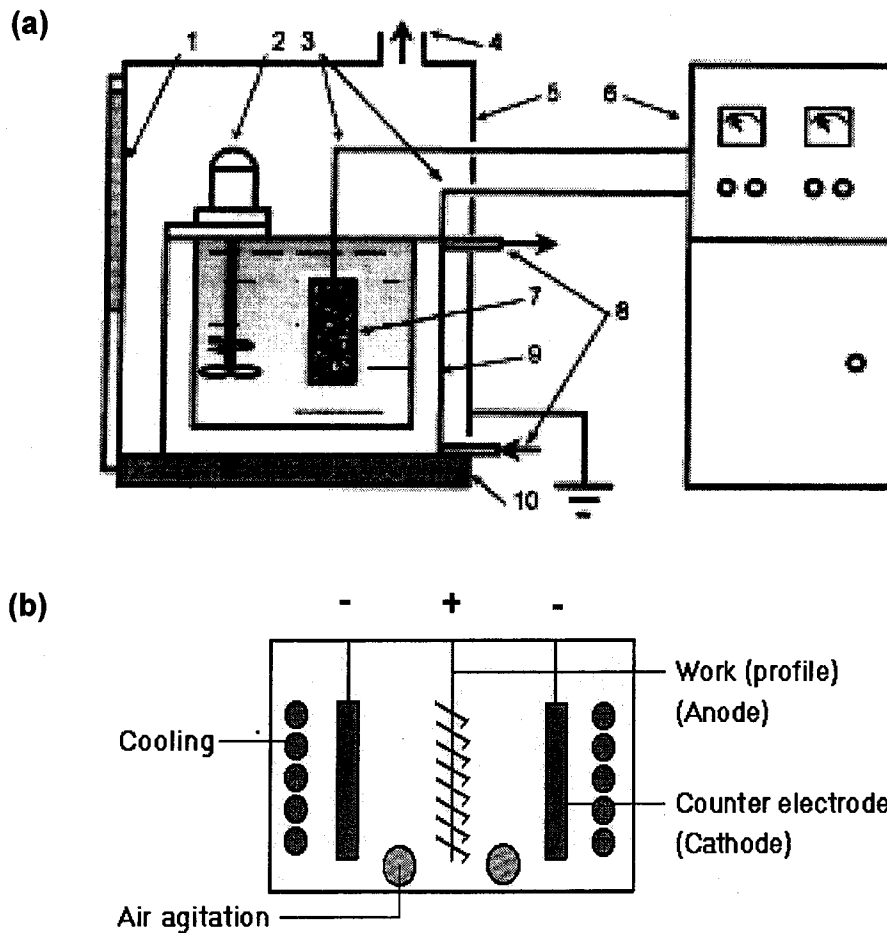 (a)
1 2 3 4
5 6
7
8
9
10
(b)
- + -
Work (profile)
(Anode)
Cooling
Counter electrode
(Cathode)
Air agitation